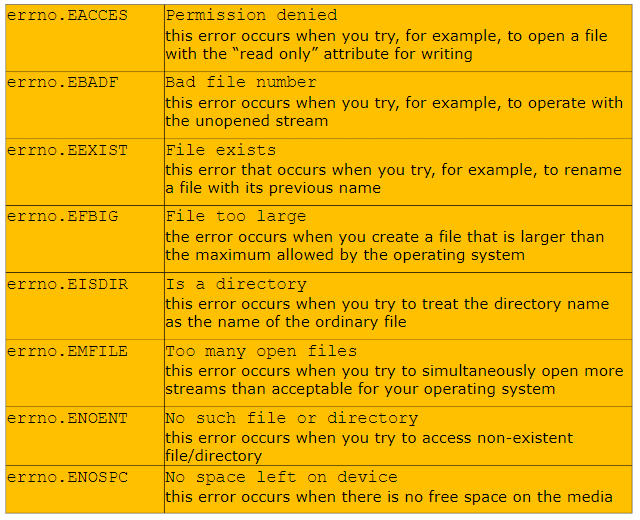 errno.EACCES Permission denied
this error occurs when you try, for example, to open a file
with the “read only” attribute for writing
errno.EBADF Bad file number
this error occurs when you try, for example, to operate with
the unopened stream
errno.EEXIST File exists
this error that occurs when you try, for example, to rename
a file with its previous name
errno.EFBIG File too large
the error occurs when you create a file that is larger than
the maximum allowed by the operating system
errno.EISDIR Is a directory
this error occurs when you try to treat the directory name
as the name of the ordinary file
errno.EMFILE Too many open files
this error occurs when you try to simultaneously open more
streams than acceptable for your operating system
errno.ENOENT No such file or directory
this error occurs when you try to access non-existent
file/directory
errno.ENOSPC No space left on device
this error occurs when there is no free space on the media